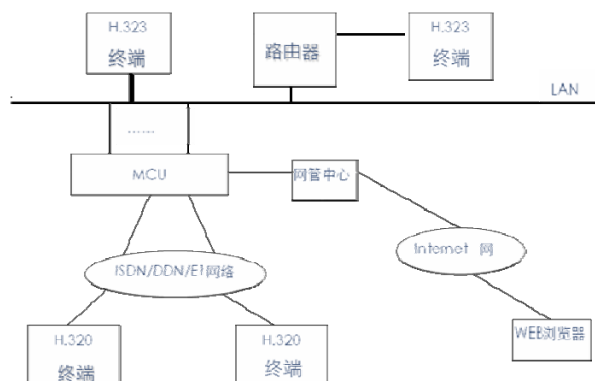 H.323
终端
路由器
H.323
终端
LAN
......
MCU
网管中心
Internet 网
ISDN/DDN/E1网络
WEB浏览器
H.320
终端
H.320
终端